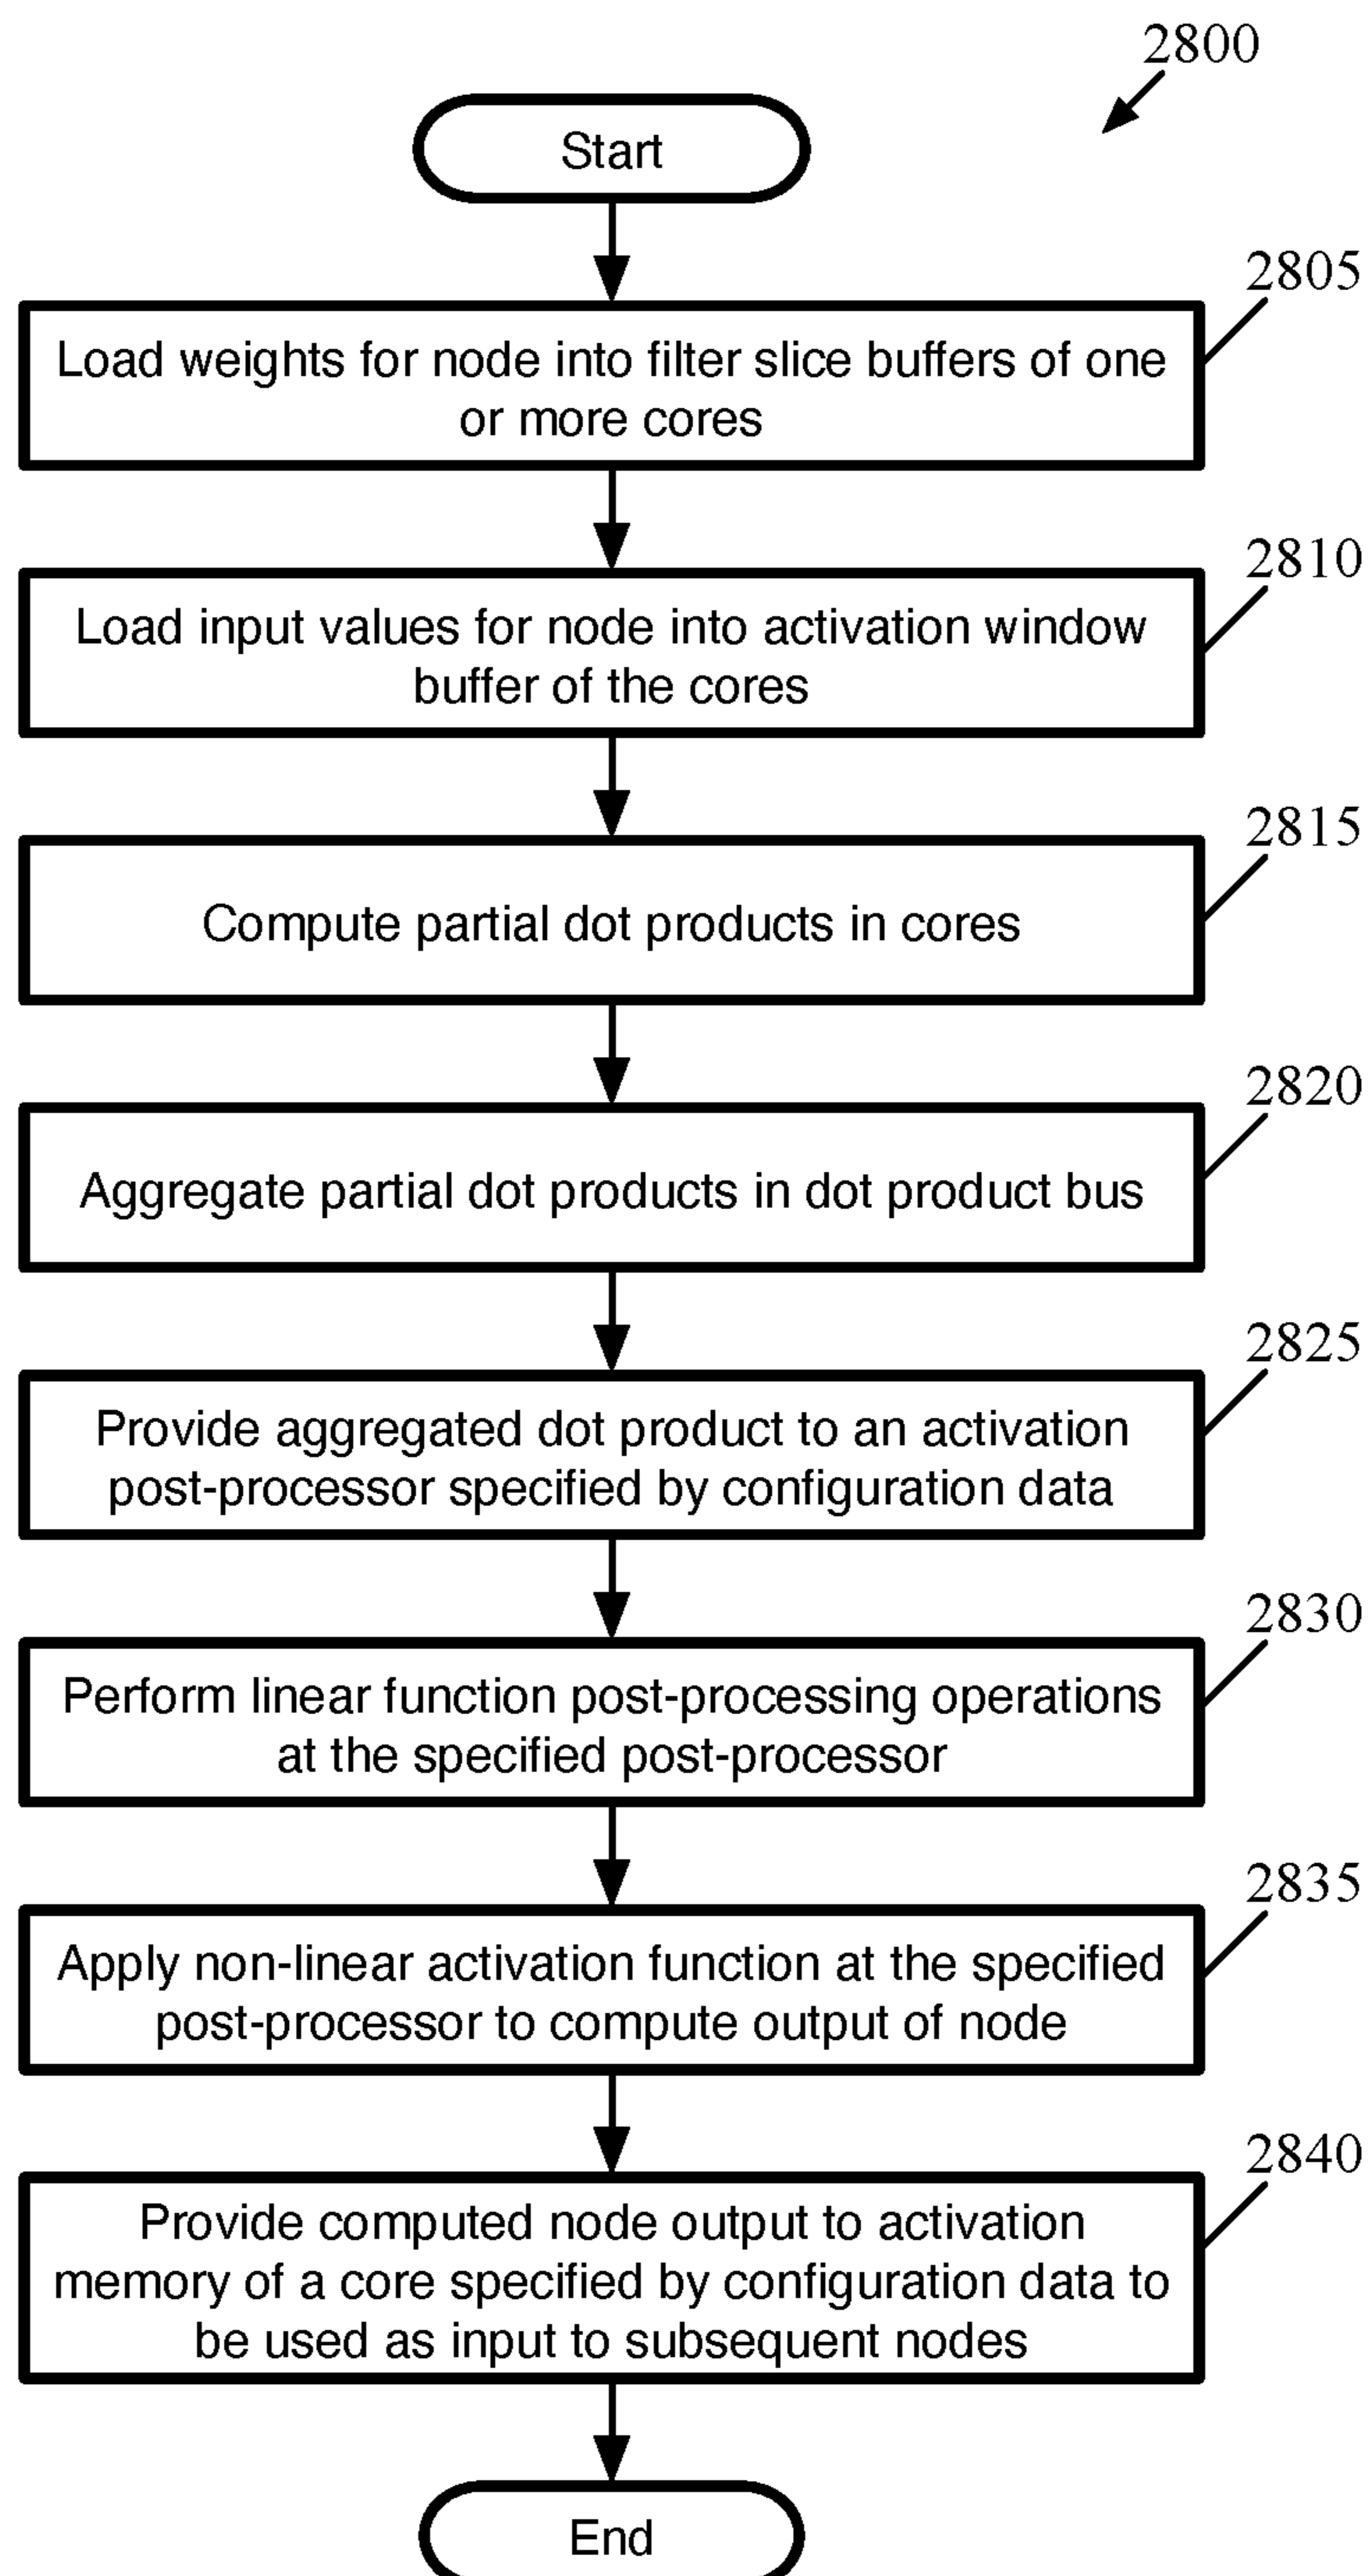 2800
Start
2805
Load weights for node into filter slice buffers of one
or more cores
2810
Load input values for node into activation window
buffer of the cores
2815
Compute partial dot products in cores
2820
Aggregate partial dot products in dot product bus
2825
Provide aggregated dot product to an activation
post-processor specified by configuration data
2830
Perform linear function post-processing operations
at the specified post-processor
2835
Apply non-linear activation function at the specified
post-processor to compute output of node
2840
Provide computed node output to activation
memory of a core specified by configuration data to
be used as input to subsequent nodes
End